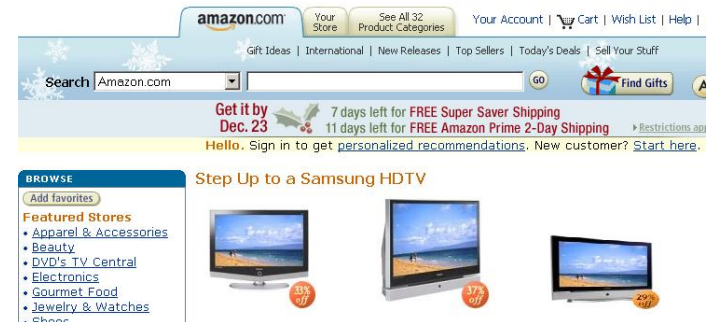 amazon.com
Your Store
See All 32 Product Categories
Your Account | Cart | Wish List | Help |
Gift Ideas | International | New Releases | Top Sellers | Today's Deals | Sell Your Stuff
Search Amazon.com GO Find Gifts
Get it by Dec. 23
7 days left for FREE Super Saver Shipping
11 days left for FREE Amazon Prime 2-Day Shipping
Restrictions
Hello. Sign in to get personalized recommendations. New customer? Start here.
BROWSE
Add favorites
Featured Stores
• Apparel & Accessories
• Beauty
• DVD's TV Central
• Electronics
• Gourmet Food
• Jewelry & Watches
Step Up to a Samsung HDTV
33% off
37% off
29% off